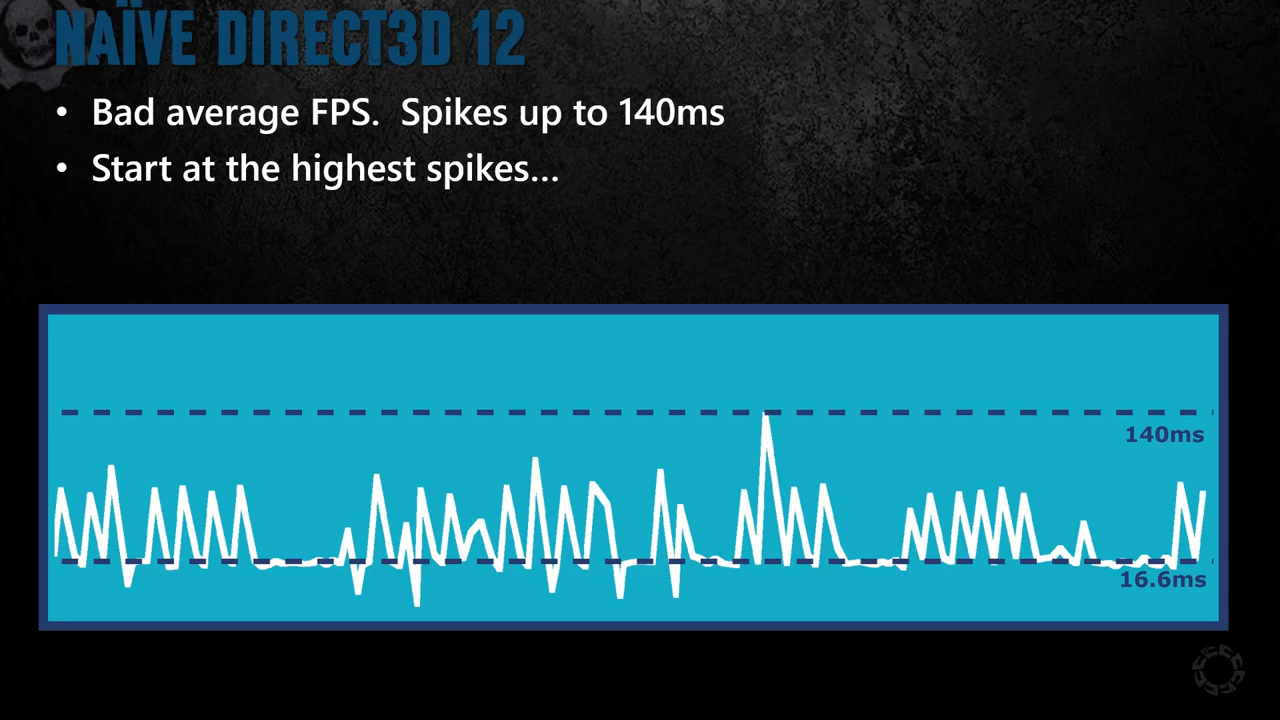 NAÏVE DIRECT3D 12
• Bad average FPS.  Spikes up to 140ms
• Start at the highest spikes...
140ms
16.6ms